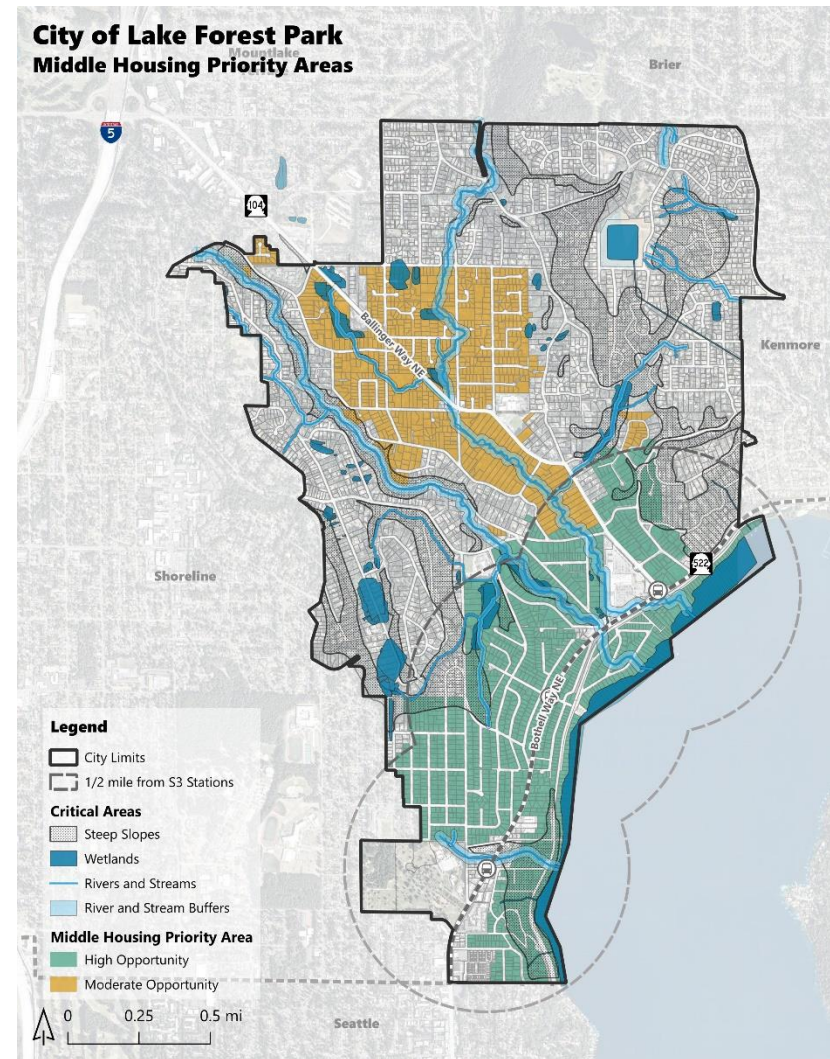 City of Lake Forest Park
Middle Housing Priority Areas
Mountlake
Brier
5
104
Ballinger Way NE
Kenmore
Shoreline
522
Bothell Way NE
Legend
City Limits
1/2 mile from S3 Stations
Critical Areas
Steep Slopes
Wetlands
Rivers and Streams
River and Stream Buffers
Middle Housing Priority Area
High Opportunity
Moderate Opportunity
0 0.25 0.5 mi
Seattle